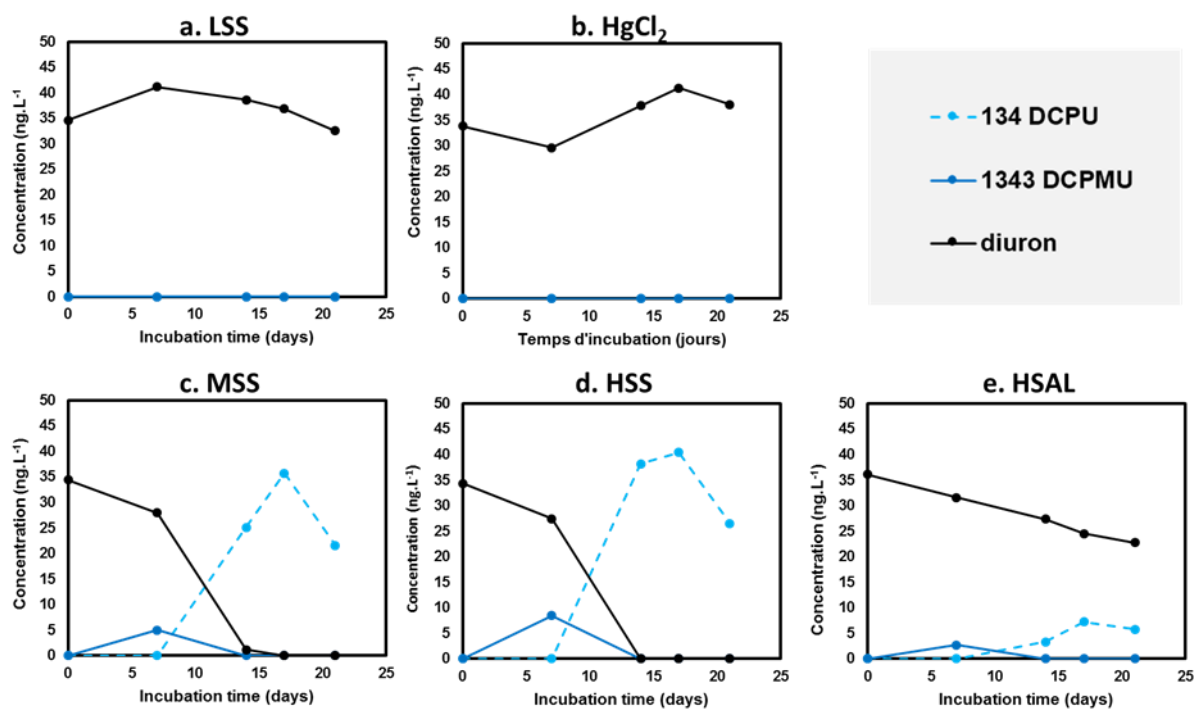 a. LSS
50
45
40
35
30
25
20
15
10
5
0
Concentration (ng.L-1)
0 5 10 15 20 25
Incubation time (days)
b. HgCl2
50
45
40
35
30
25
20
15
10
5
0
Concentration (ng.L-1)
0 5 10 15 20 25
Temps d'incubation (jours)
134 DCPU
1343 DCPMU
diuron
c. MSS
50
45
40
35
30
25
20
15
10
5
0
Concentration (ng.L-1)
0 5 10 15 20 25
Incubation time (days)
d. HSS
50
45
40
35
30
25
20
15
10
5
0
Concentration (ng.L-1)
0 5 10 15 20 25
Incubation time (days)
e. HSAL
50
45
40
35
30
25
20
15
10
5
0
Concentration (ng.L-1)
0 5 10 15 20 25
Incubation time (days)